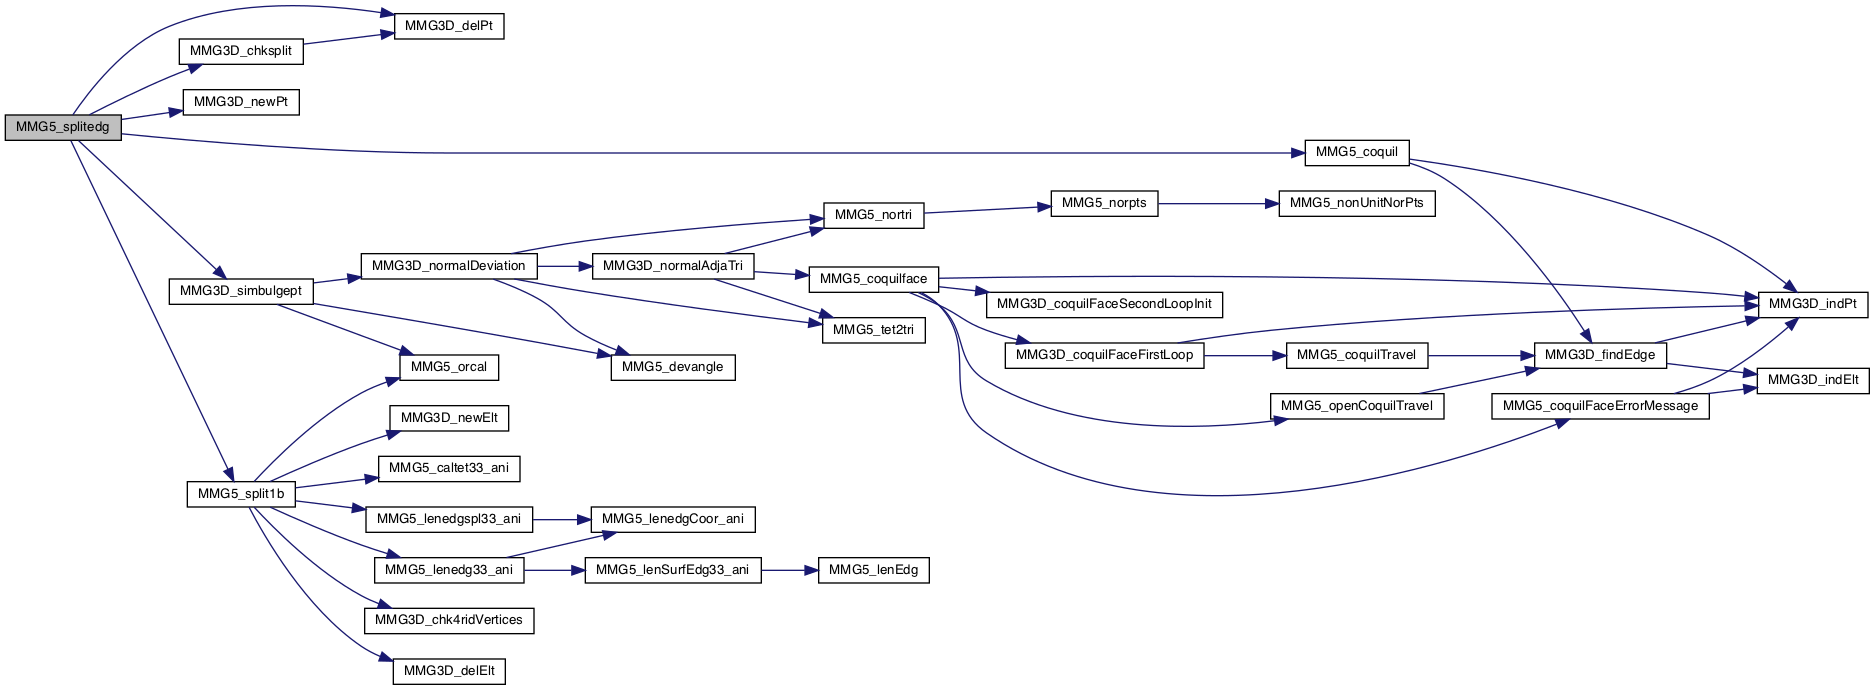 MMG3D_delPt
MMG3D_chksplit
MMG3D_newPt
MMG5_splitedg
MMG5_coquil
MMG5_norpts
MMG5_nonUnitNorPts
MMG5_nortri
MMG3D_normalDeviation
MMG3D_normalAdjaTri
MMG5_coquilface
MMG3D_simbulgept
MMG3D_coquilFaceSecondLoopInit
MMG3D_indPt
MMG5_tet2tri
MMG3D_coquilFaceFirstLoop
MMG5_coquilTravel
MMG3D_findEdge
MMG5_orcal
MMG5_devangle
MMG3D_indElt
MMG5_openCoquilTravel
MMG5_coquilFaceErrorMessage
MMG3D_newElt
MMG5_caltet33_ani
MMG5_split1b
MMG5_lenedgspl33_ani
MMG5_lenedgCoor_ani
MMG5_lenedg33_ani
MMG5_lenSurfEdg33_ani
MMG5_lenEdg
MMG3D_chk4ridVertices
MMG3D_delElt